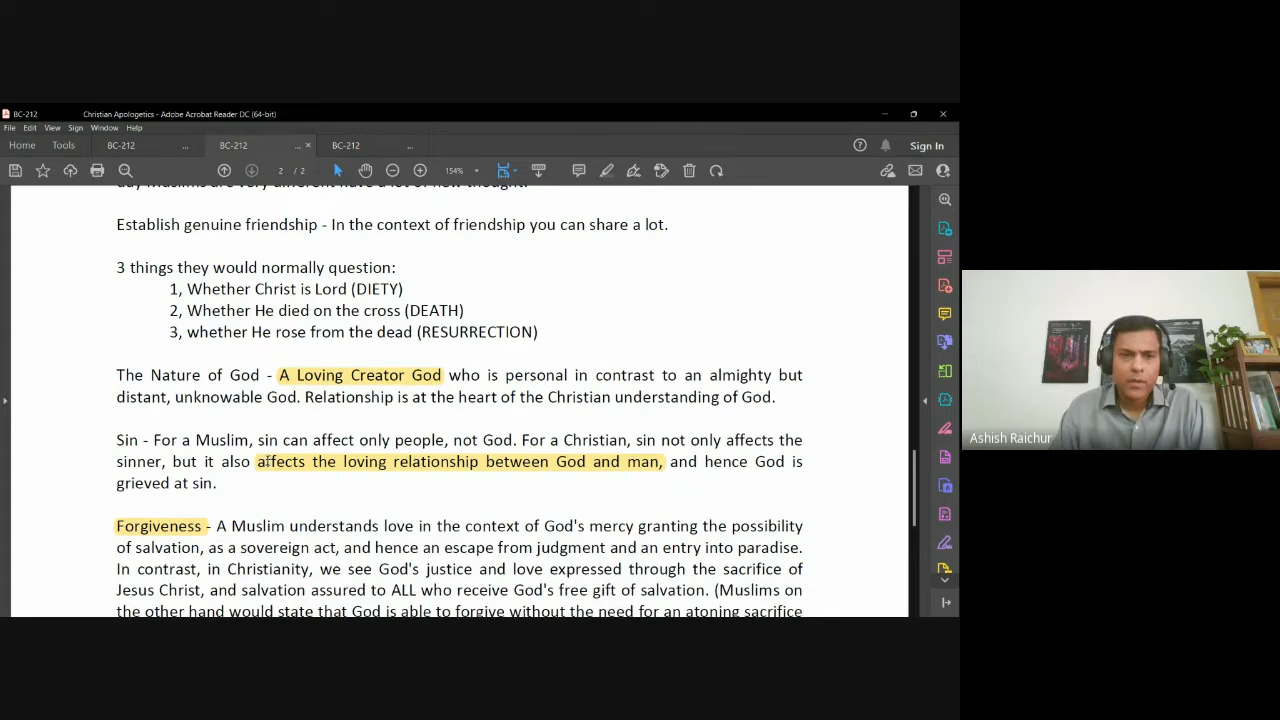 BC-212 Christian Apologetics - Adobe Acrobat Reader DC (64-bit)
File Edit View Sign Window Help
Home Tools BC-212 ... BC-212 ... × BC-212 ... Sign In
2 / 2 154%
day Muslims are very different have a lot of new thought.
Establish genuine friendship - In the context of friendship you can share a lot.
3 things they would normally question:
1, Whether Christ is Lord (DIETY)
2, Whether He died on the cross (DEATH)
3, whether He rose from the dead (RESURRECTION)
The Nature of God - A Loving Creator God who is personal in contrast to an almighty but
distant, unknowable God. Relationship is at the heart of the Christian understanding of God.
Sin - For a Muslim, sin can affect only people, not God. For a Christian, sin not only affects the
sinner, but it also affects the loving relationship between God and man, and hence God is
grieved at sin.
Forgiveness - A Muslim understands love in the context of God's mercy granting the possibility
of salvation, as a sovereign act, and hence an escape from judgment and an entry into paradise.
In contrast, in Christianity, we see God's justice and love expressed through the sacrifice of
Jesus Christ, and salvation assured to ALL who receive God's free gift of salvation. (Muslims on
the other hand would state that God is able to forgive without the need for an atoning sacrifice
Ashish Raichur